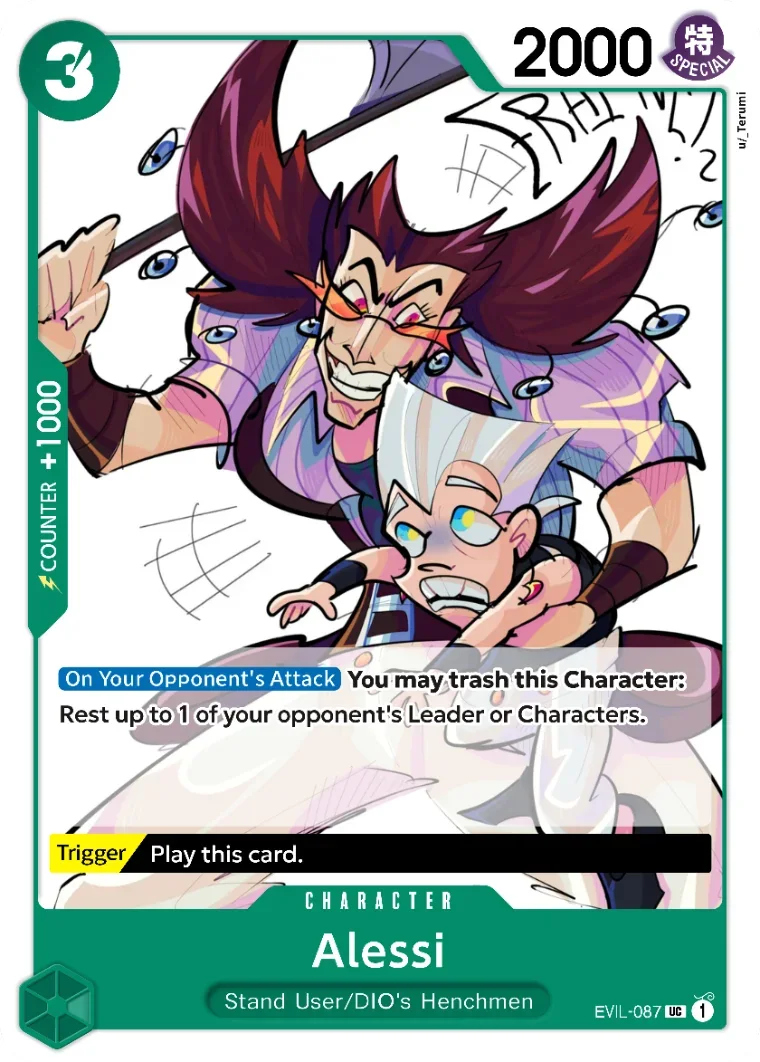 3
2000
特
SPECIAL
u/_Terumi
COUNTER +1000
On Your Opponent's Attack You may trash this Character:
Rest up to 1 of your opponent's Leader or Characters.
Trigger Play this card.
CHARACTER
Alessi
Stand User/DIO's Henchmen
EVIL-087 UC 1